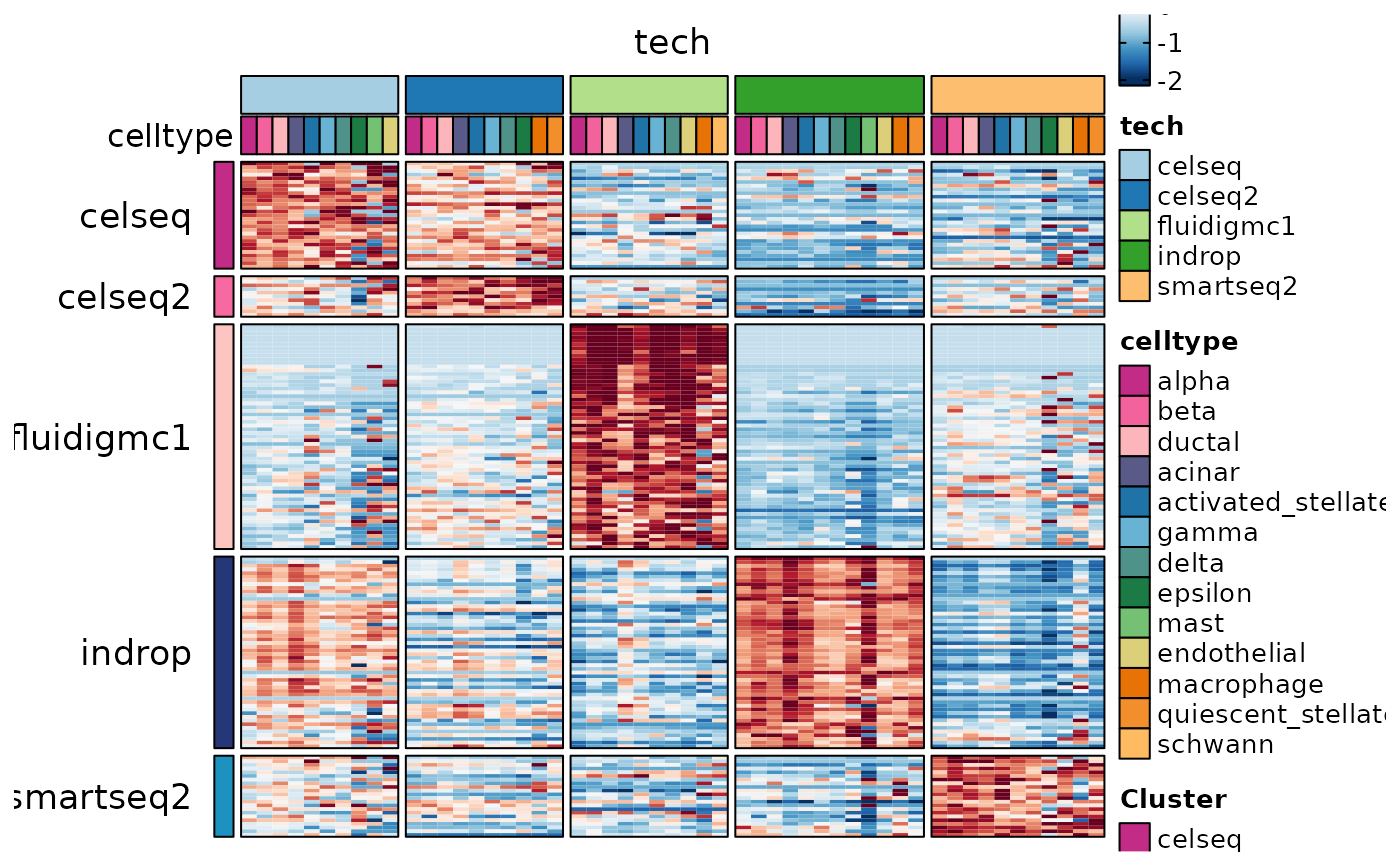 tech
celltype
celseq
celseq2
fluidigmc1
indrop
smartseq2
-1
-2
tech
celseq
celseq2
fluidigmc1
indrop
smartseq2
celltype
alpha
beta
ductal
acinar
activated_stellate
gamma
delta
epsilon
mast
endothelial
macrophage
quiescent_stellate
schwann
Cluster
celseq